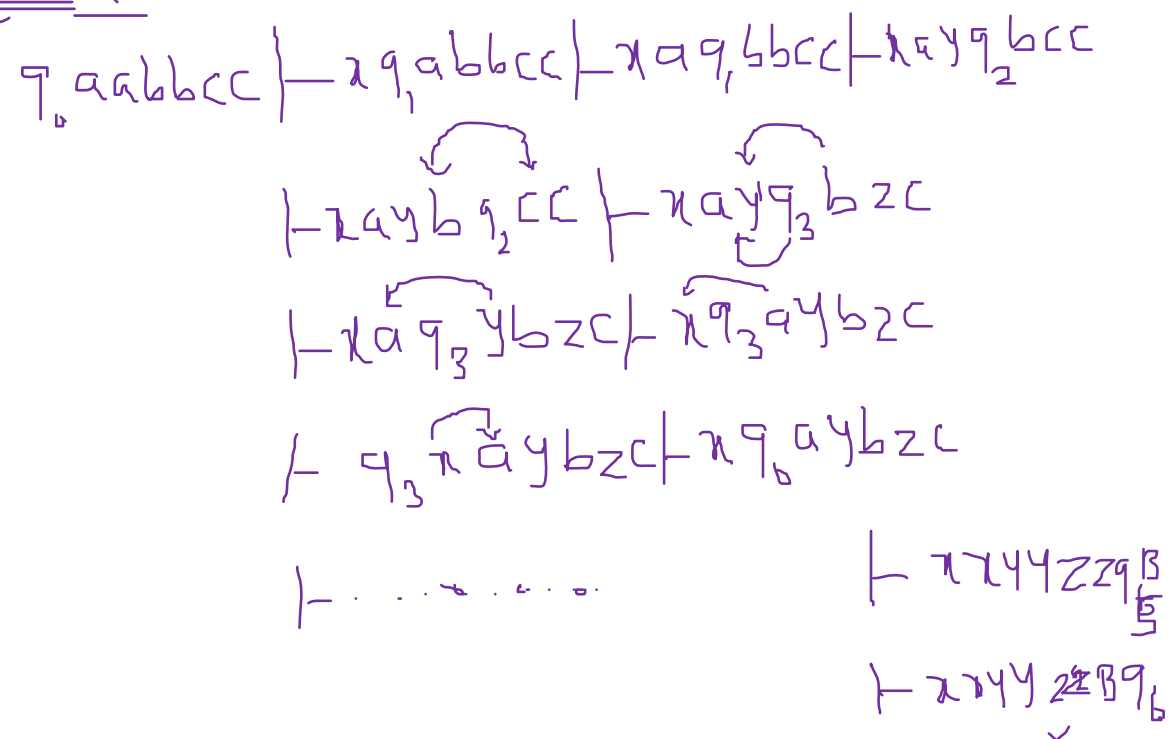 q₀aabbcc ⊢ xq₁abbcc ⊢ xaq₁bbcc ⊢ xayq₂bcc
⊢ xaybq₂cc ⊢ xayq₃bzc
⊢ xaq₃ybzc ⊢ xq₃aybzc
⊢ q₃xaybzc ⊢ xq₀aybzc
⊢ . . . . . . . . .
⊢ xxyyzzq₅B
⊢ xxyyzzBq₆